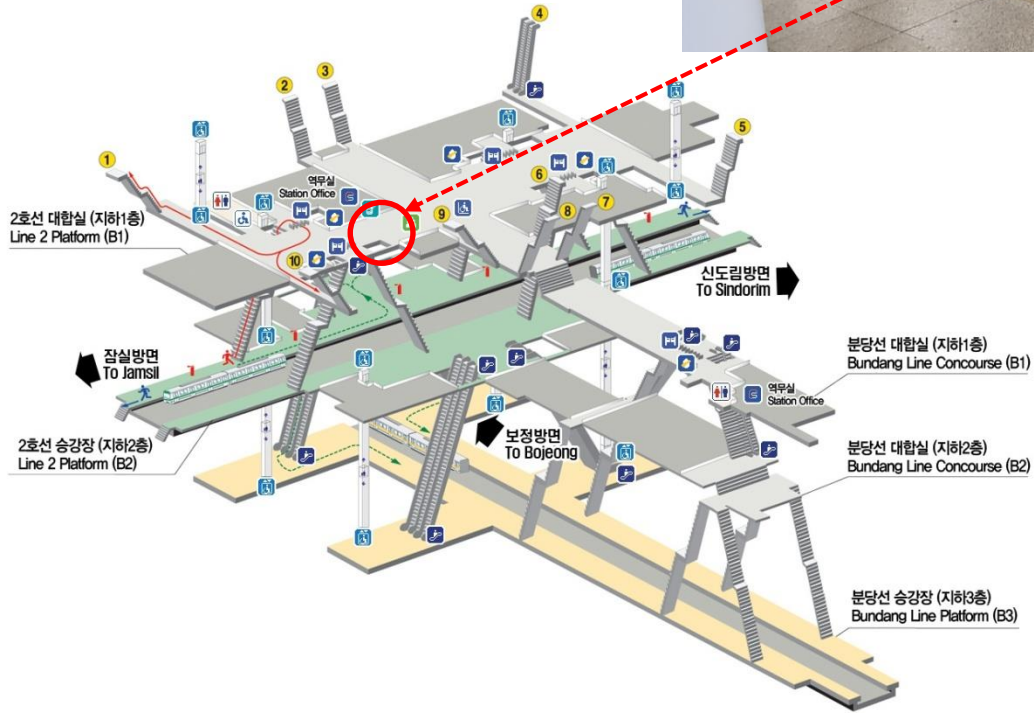 4
3
2
5
1
6
역무실
Station Office
9
8
7
2호선 대합실 (지하1층)
Line 2 Platform (B1)
10
신도림방면
To Sindorim
잠실방면
To Jamsil
분당선 대합실 (지하1층)
Bundang Line Concourse (B1)
역무실
Station Office
2호선 승강장 (지하2층)
Line 2 Platform (B2)
보정방면
To Bojeong
분당선 대합실 (지하2층)
Bundang Line Concourse (B2)
분당선 승강장 (지하3층)
Bundang Line Platform (B3)